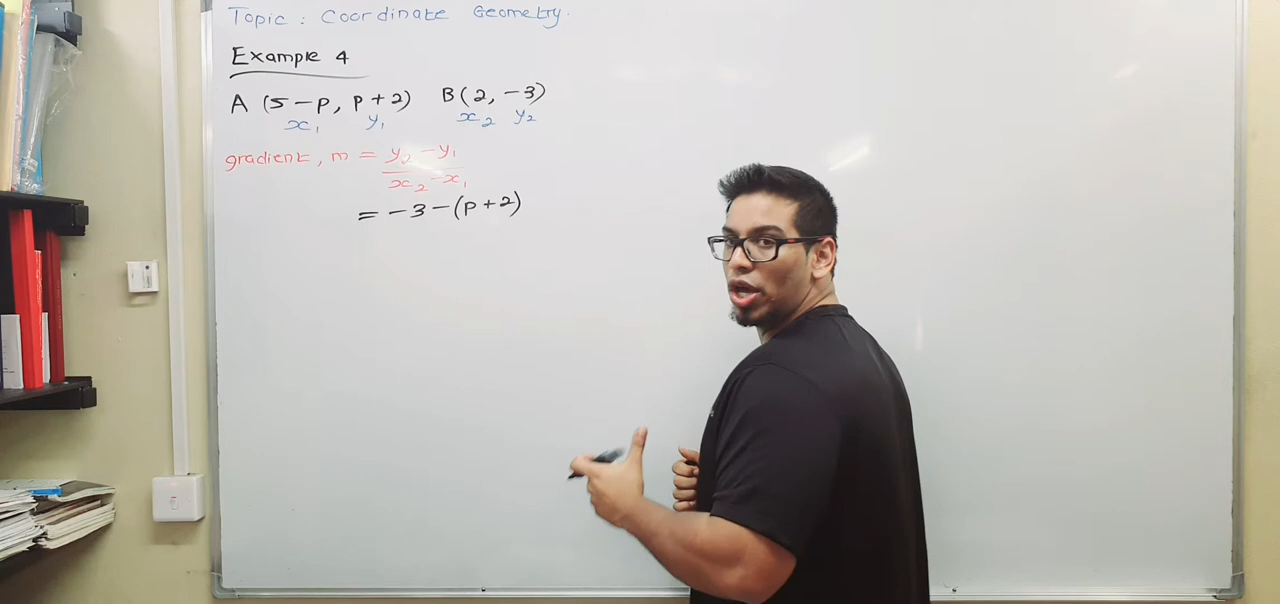 Topic : Coordinate Geometry.
Example 4
A (5 - p, p + 2) B (2, -3)
x₁ y₁ x₂ y₂
gradient, m = y₂ - y₁
x₂ - x₁
= -3 - (p + 2)